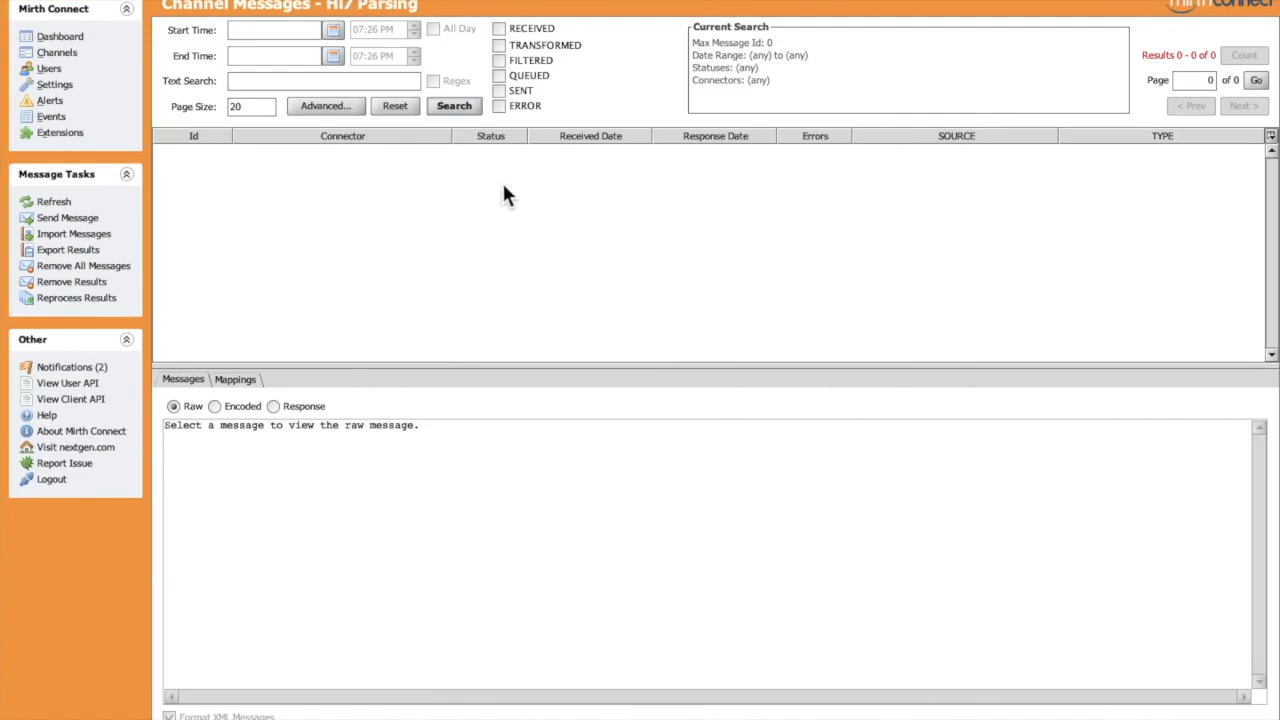 Mirth Connect
Dashboard
Channels
Users
Settings
Alerts
Events
Extensions
Message Tasks
Refresh
Send Message
Import Messages
Export Results
Remove All Messages
Remove Results
Reprocess Results
Other
Notifications (2)
View User API
View Client API
Help
About Mirth Connect
Visit nextgen.com
Report Issue
Logout
Channel Messages - Hl7 Parsing
mirth connect
Start Time: 07:26 PM All Day
End Time: 07:26 PM
Text Search: Regex
Page Size: 20 Advanced... Reset Search
RECEIVED
TRANSFORMED
FILTERED
QUEUED
SENT
ERROR
Current Search
Max Message Id: 0
Date Range: (any) to (any)
Statuses: (any)
Connectors: (any)
Results 0 - 0 of 0 Count
Page 0 of 0 Go
< Prev Next >
Id Connector Status Received Date Response Date Errors SOURCE TYPE
Messages Mappings
Raw Encoded Response
Select a message to view the raw message.
Format XML Messages